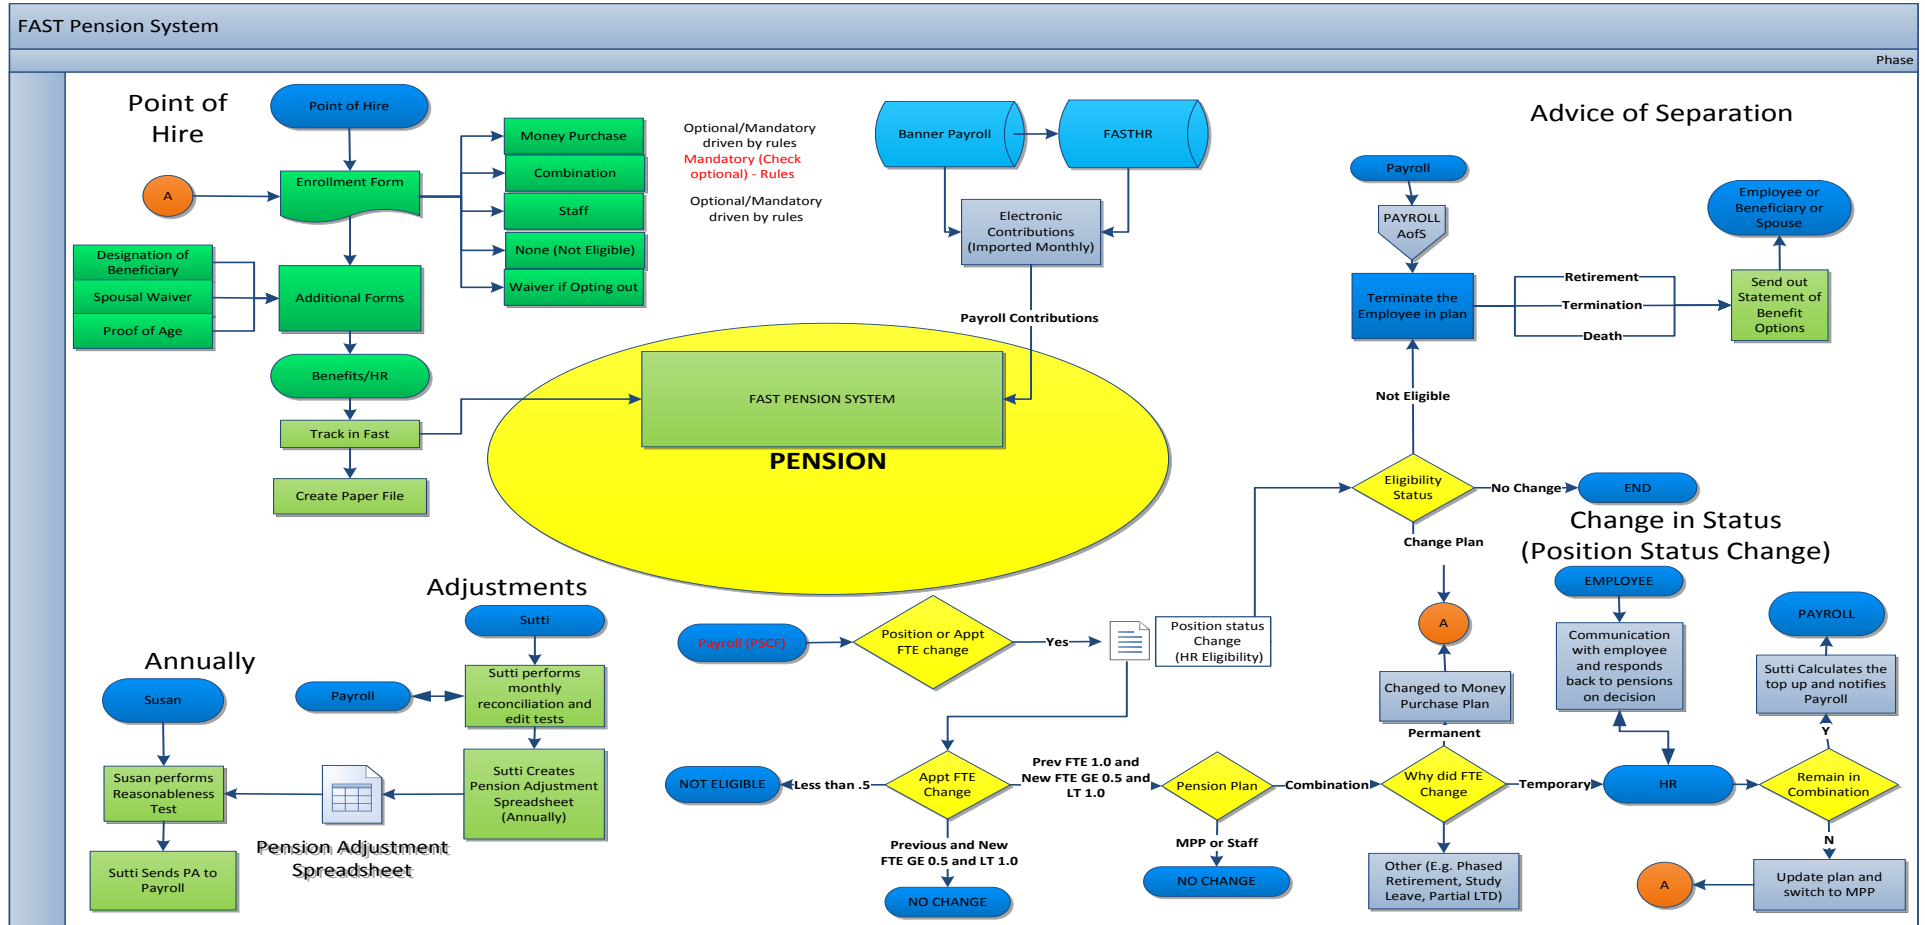 FAST Pension System
Phase
Point of
Hire
Point of Hire
A
Enrollment Form
Money Purchase
Combination
Staff
None (Not Eligible)
Waiver if Opting out
Optional/Mandatory
driven by rules
Mandatory (Check
optional) - Rules
Optional/Mandatory
driven by rules
Designation of
Beneficiary
Spousal Waiver
Proof of Age
Additional Forms
Benefits/HR
Track in Fast
Create Paper File
Banner Payroll
FASTHR
Electronic
Contributions
(Imported Monthly)
Payroll Contributions
FAST PENSION SYSTEM
PENSION
Advice of Separation
Payroll
PAYROLL
AofS
Terminate the
Employee in plan
Retirement
Termination
Death
Employee or
Beneficiary or
Spouse
Send out
Statement of
Benefit
Options
Not Eligible
Eligibility
Status
No Change
END
Change Plan
A
Change in Status
(Position Status Change)
Adjustments
Sutti
Payroll
Sutti performs
monthly
reconciliation and
edit tests
Sutti Creates
Pension Adjustment
Spreadsheet
(Annually)
Pension Adjustment
Spreadsheet
Annually
Susan
Susan performs
Reasonableness
Test
Sutti Sends PA to
Payroll
Payroll (PSCF)
Position or Appt
FTE change
Yes
Position status
Change
(HR Eligibility)
NOT ELIGIBLE
Less than .5
Appt FTE
Change
Prev FTE 1.0 and
New FTE GE 0.5 and
LT 1.0
Previous and New
FTE GE 0.5 and LT 1.0
NO CHANGE
Pension Plan
MPP or Staff
NO CHANGE
Combination
Changed to Money
Purchase Plan
Permanent
Why did FTE
Change
Other (E.g. Phased
Retirement, Study
Leave, Partial LTD)
Temporary
EMPLOYEE
Communication
with employee
and responds
back to pensions
on decision
HR
PAYROLL
Sutti Calculates the
top up and notifies
Payroll
Y
Remain in
Combination
N
Update plan and
switch to MPP
A